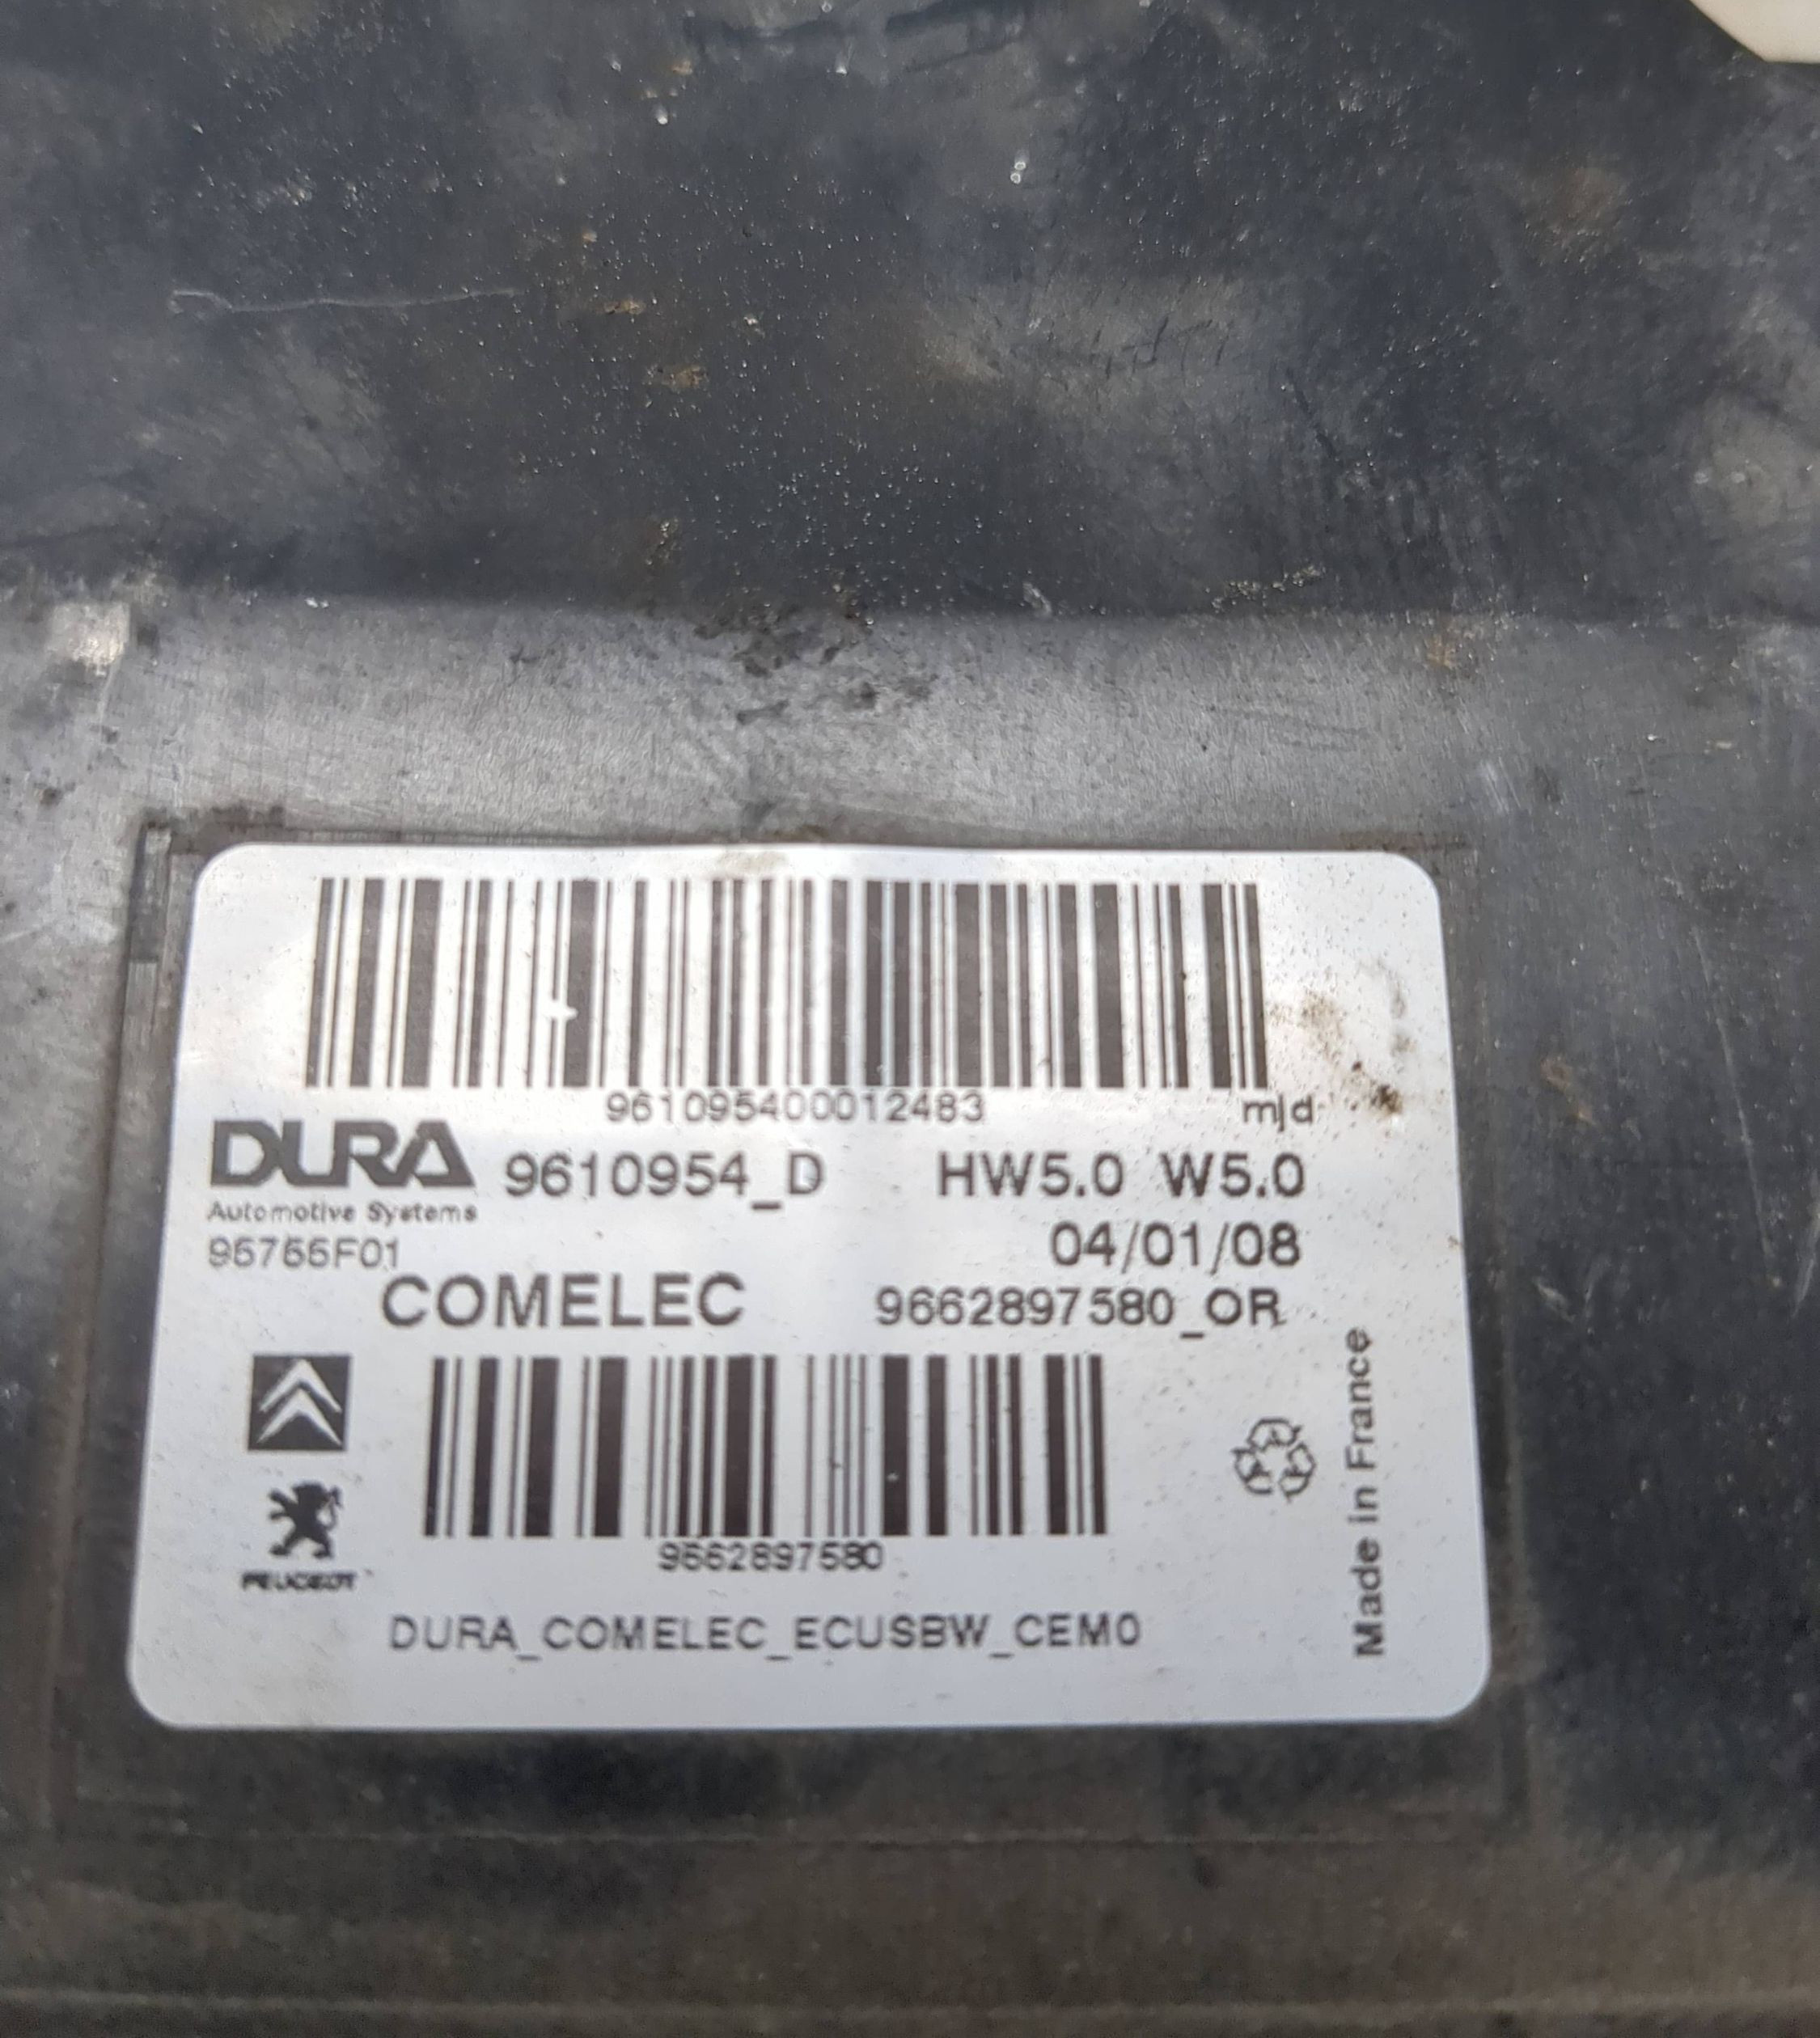 961095400012483 m|d
DURA 9610954_D HW5.0 W5.0
Automotive Systems
95755F01 04/01/08
COMELEC 9662897580_OR
9662897580
PEUGEOT
DURA_COMELEC_ECUSBW_CEM0
Made in France